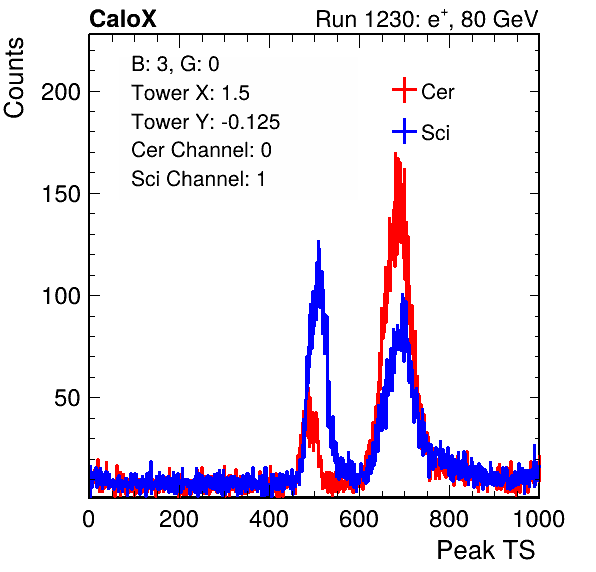 CaloX Run 1230: e⁺, 80 GeV
Counts
B: 3, G: 0
Tower X: 1.5
Tower Y: -0.125
Cer Channel: 0
Sci Channel: 1
Cer
Sci
200
150
100
50
0 200 400 600 800 1000
Peak TS